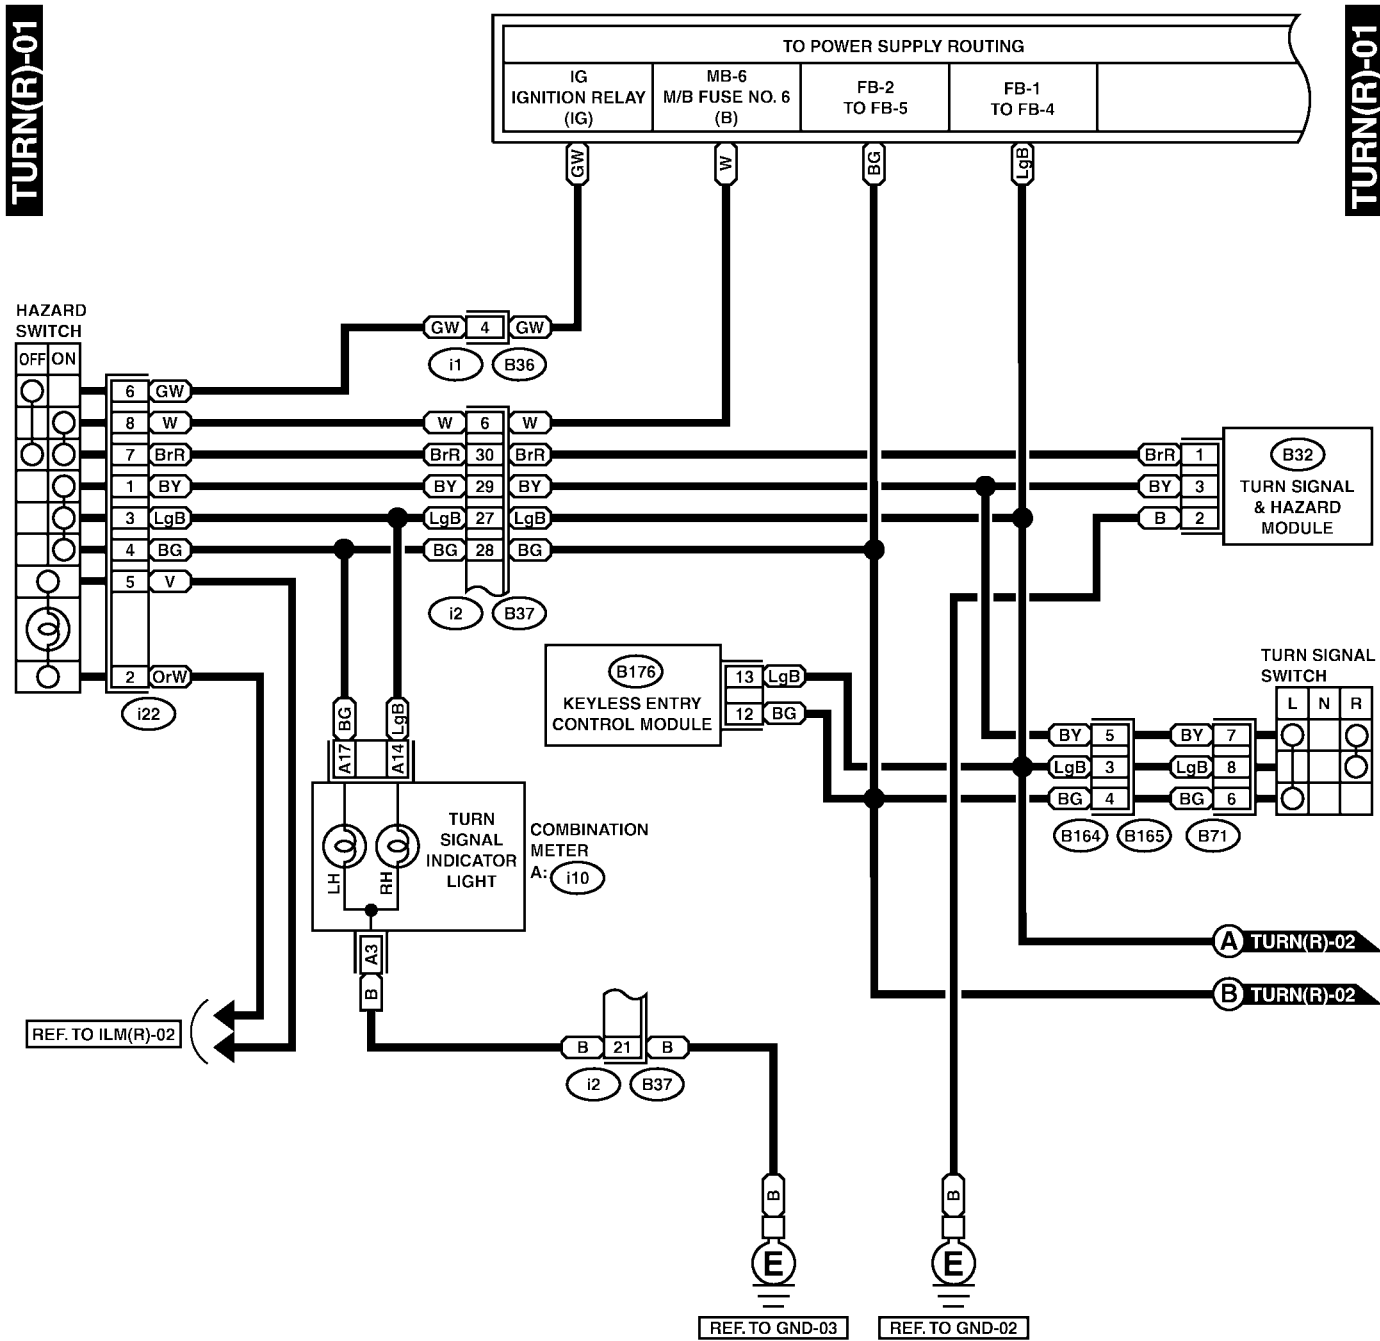 TURN(R)-01
TURN(R)-01
TO POWER SUPPLY ROUTING
IG
IGNITION RELAY
(IG)
MB-6
M/B FUSE NO. 6
(B)
FB-2
TO FB-5
FB-1
TO FB-4
GW
W
BG
LgB
HAZARD
SWITCH
OFF ON
GW 4 GW
i1 B36
6 GW
8 W
W 6 W
7 BrR
BrR 30 BrR
BrR 1
1 BY
BY 29 BY
BY 3
3 LgB
LgB 27 LgB
B 2
4 BG
BG 28 BG
5 V
2 OrW
i22
i2 B37
B32
TURN SIGNAL
& HAZARD
MODULE
B176
KEYLESS ENTRY
CONTROL MODULE
13 LgB
12 BG
TURN SIGNAL
SWITCH
L N R
BY 5 BY 7
LgB 3 LgB 8
BG 4 BG 6
B164 B165 B71
BG LgB
A17 A14
TURN
SIGNAL
INDICATOR
LIGHT
LH
RH
COMBINATION
METER
A: i10
A3
B
A TURN(R)-02
B TURN(R)-02
REF. TO ILM(R)-02
B 21 B
i2 B37
B
B
E
E
REF. TO GND-03
REF. TO GND-02